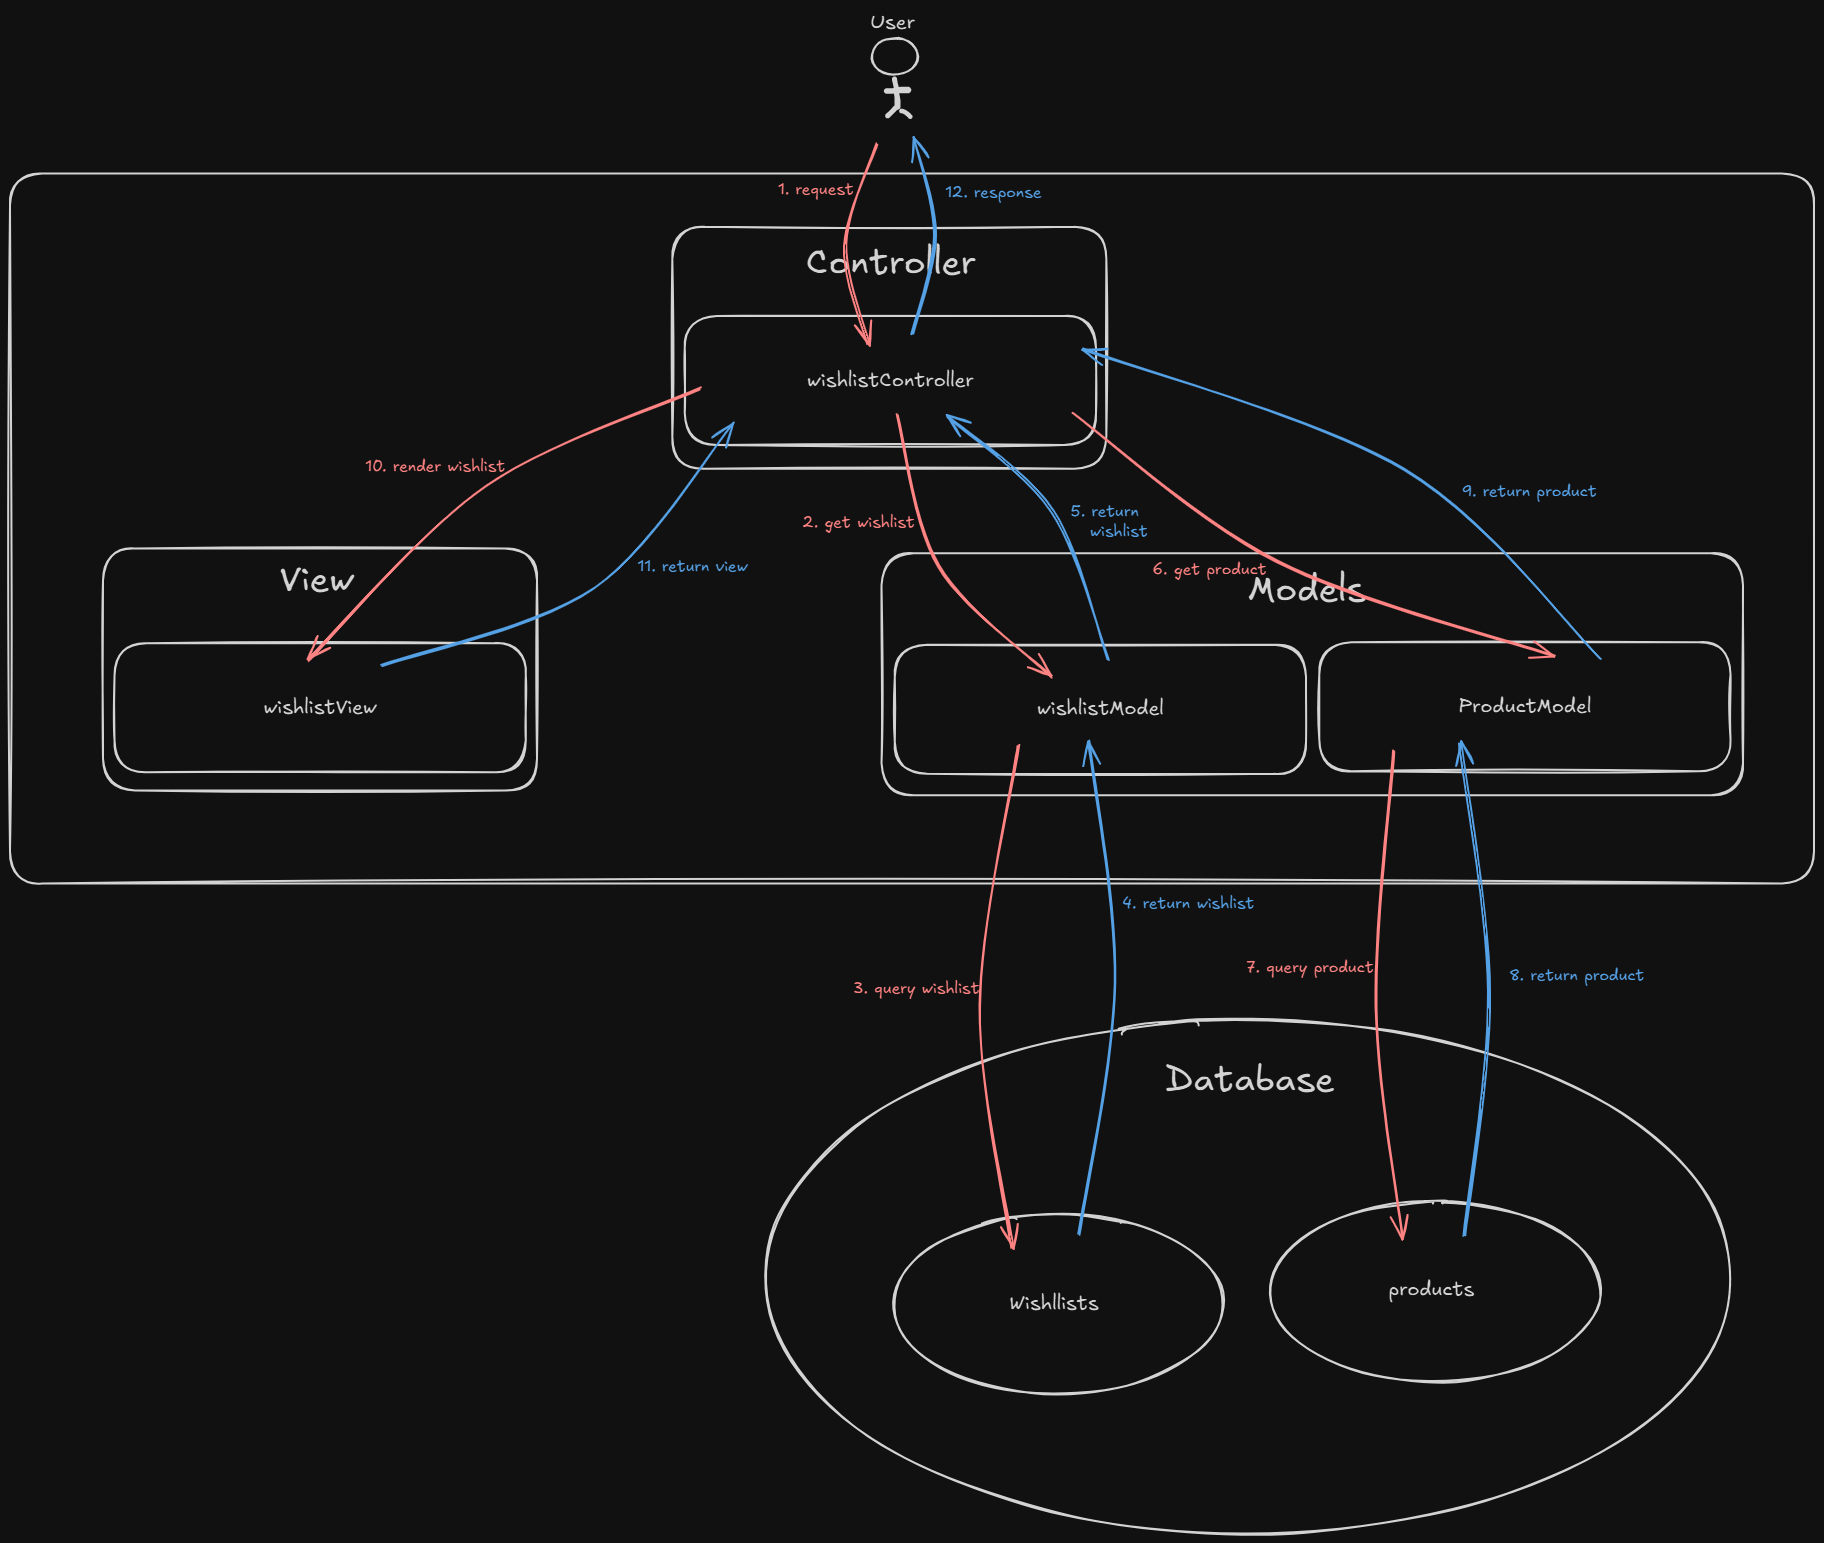 User
1. request
12. response
Controller
wishlistController
10. render wishlist
9. return product
5. return
wishlist
2. get wishlist
11. return view
6. get product
View
Models
wishlistView
wishlistModel
ProductModel
4. return wishlist
7. query product
8. return product
3. query wishlist
Database
products
Wishllists